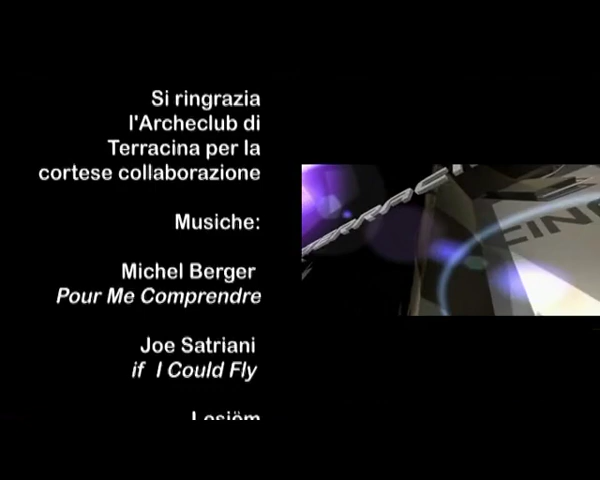 Si ringrazia
l'Archeclub di
Terracina per la
cortese collaborazione
Musiche:
Michel Berger
Pour Me Comprendre
Joe Satriani
if I Could Fly